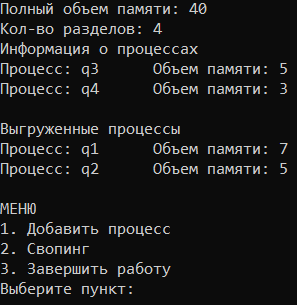 Полный объем памяти: 40
Кол-во разделов: 4
Информация о процессах
Процесс: q3 Объем памяти: 5
Процесс: q4 Объем памяти: 3
Выгруженные процессы
Процесс: q1 Объем памяти: 7
Процесс: q2 Объем памяти: 5
МЕНЮ
1. Добавить процесс
2. Свопинг
3. Завершить работу
Выберите пункт: